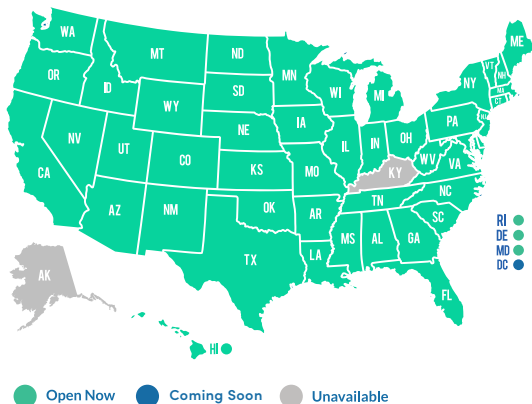 WA
ME
MT
ND
VT
OR
MN
NH
ID
WI
NY
SD
MA
MI
CT
WY
IA
PA
NJ
NE
NV
OH
IL
IN
UT
CO
WV
VA
CA
KS
MO
KY
NC
TN
OK
AZ
NM
AR
SC
RI
MS
AL
GA
DE
TX
LA
MD
DC
AK
FL
HI
Open Now Coming Soon Unavailable